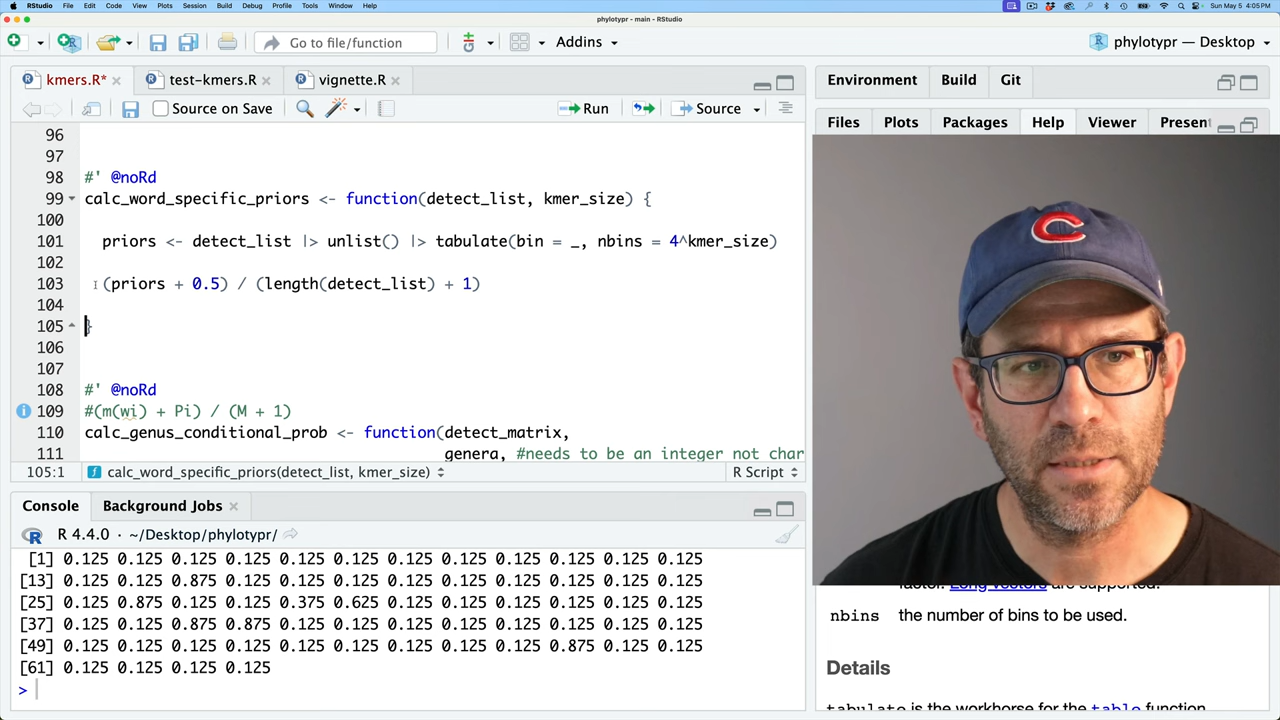 RStudio File Edit Code View Plots Session Build Debug Profile Tools Window Help Sun May 5 4:05 PM
phylotypr - main - RStudio
Go to file/function Addins phylotypr — Desktop
kmers.R* test-kmers.R vignette.R
Environment Build Git
Source on Save Run Source
Files Plots Packages Help Viewer Present
96
97
98 #' @noRd
99 calc_word_specific_priors <- function(detect_list, kmer_size) {
100
101 priors <- detect_list |> unlist() |> tabulate(bin = _, nbins = 4^kmer_size)
102
103 (priors + 0.5) / (length(detect_list) + 1)
104
105 }
106
107
108 #' @noRd
109 #(m(wi) + Pi) / (M + 1)
110 calc_genus_conditional_prob <- function(detect_matrix,
111 genera, #needs to be an integer not char
105:1 calc_word_specific_priors(detect_list, kmer_size) R Script
Console Background Jobs
R 4.4.0 · ~/Desktop/phylotypr/
[1] 0.125 0.125 0.125 0.125 0.125 0.125 0.125 0.125 0.125 0.125 0.125 0.125
[13] 0.125 0.125 0.875 0.125 0.125 0.125 0.125 0.125 0.125 0.125 0.125 0.125
[25] 0.125 0.875 0.125 0.125 0.375 0.625 0.125 0.125 0.125 0.125 0.125 0.125
[37] 0.125 0.125 0.875 0.875 0.125 0.125 0.125 0.125 0.125 0.125 0.125 0.125
[49] 0.125 0.125 0.125 0.125 0.125 0.125 0.125 0.125 0.125 0.875 0.125 0.125
[61] 0.125 0.125 0.125 0.125
>
C
factor. Long vectors are supported.
nbins the number of bins to be used.
Details
tabulate is the workhorse for the table function.